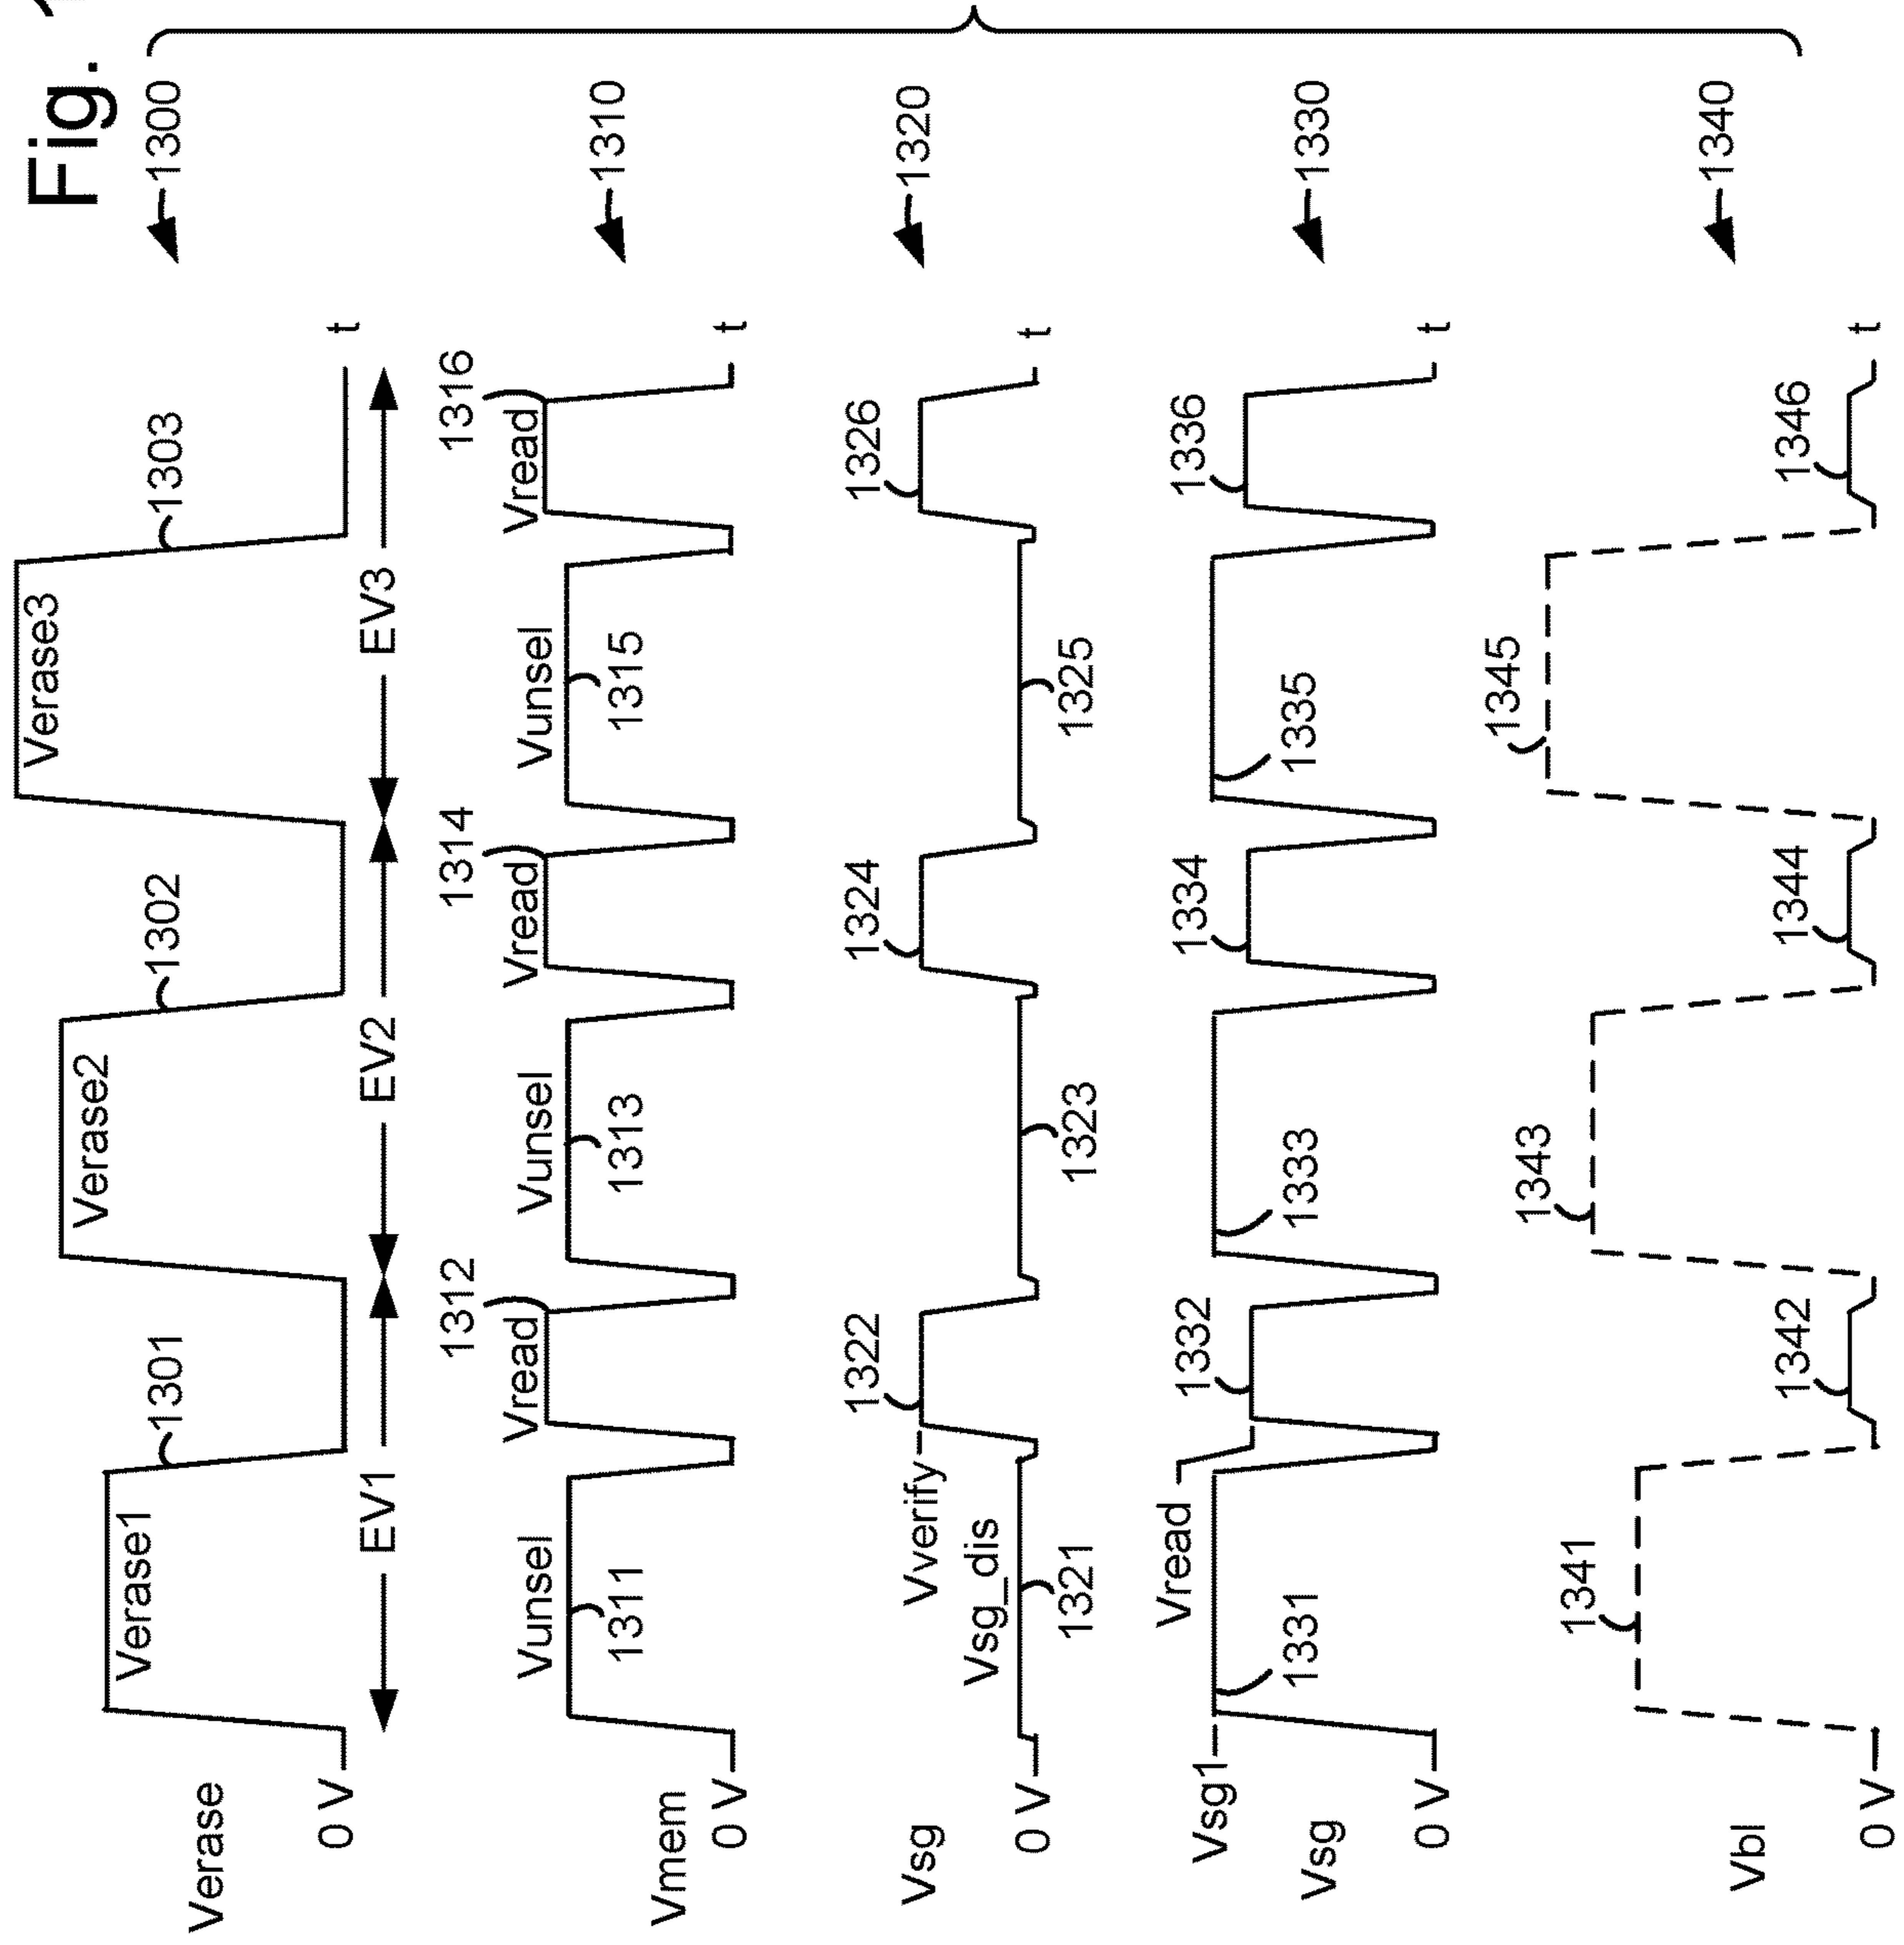 Fig. 1
1300
Verase
Verase1
Verase2
Verase3
1301
1302
1303
0 V
t
EV1
EV2
EV3
1310
Vmem
1312
1314
1316
Vunsel
Vread
Vunsel
Vread
Vunsel
Vread
1311
1313
1315
0 V
t
1320
Vsg
1322
1324
1326
Vverify
Vsg_dis
0 V
t
1321
1323
1325
1330
Vread
1332
1334
1336
Vsg1
Vsg
1331
1333
1335
0 V
t
1340
Vbl
1341
1343
1345
1342
1344
1346
0 V
t